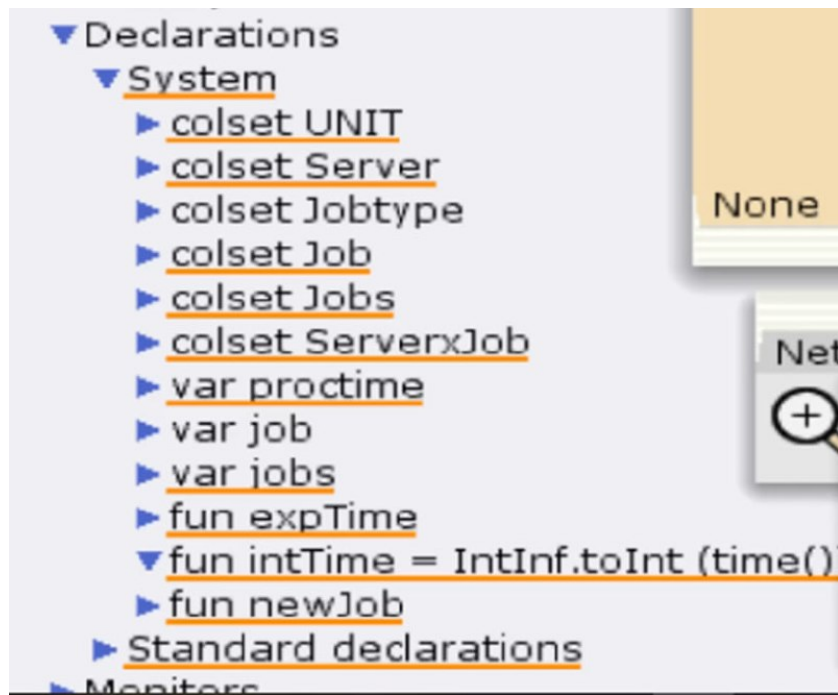 Declarations
System
colset UNIT
colset Server
colset Jobtype
None
colset Job
colset Jobs
colset ServerxJob
Net
var proctime
var job
var jobs
fun expTime
fun intTime = IntInf.toInt (time()
fun newJob
Standard declarations
Monitors